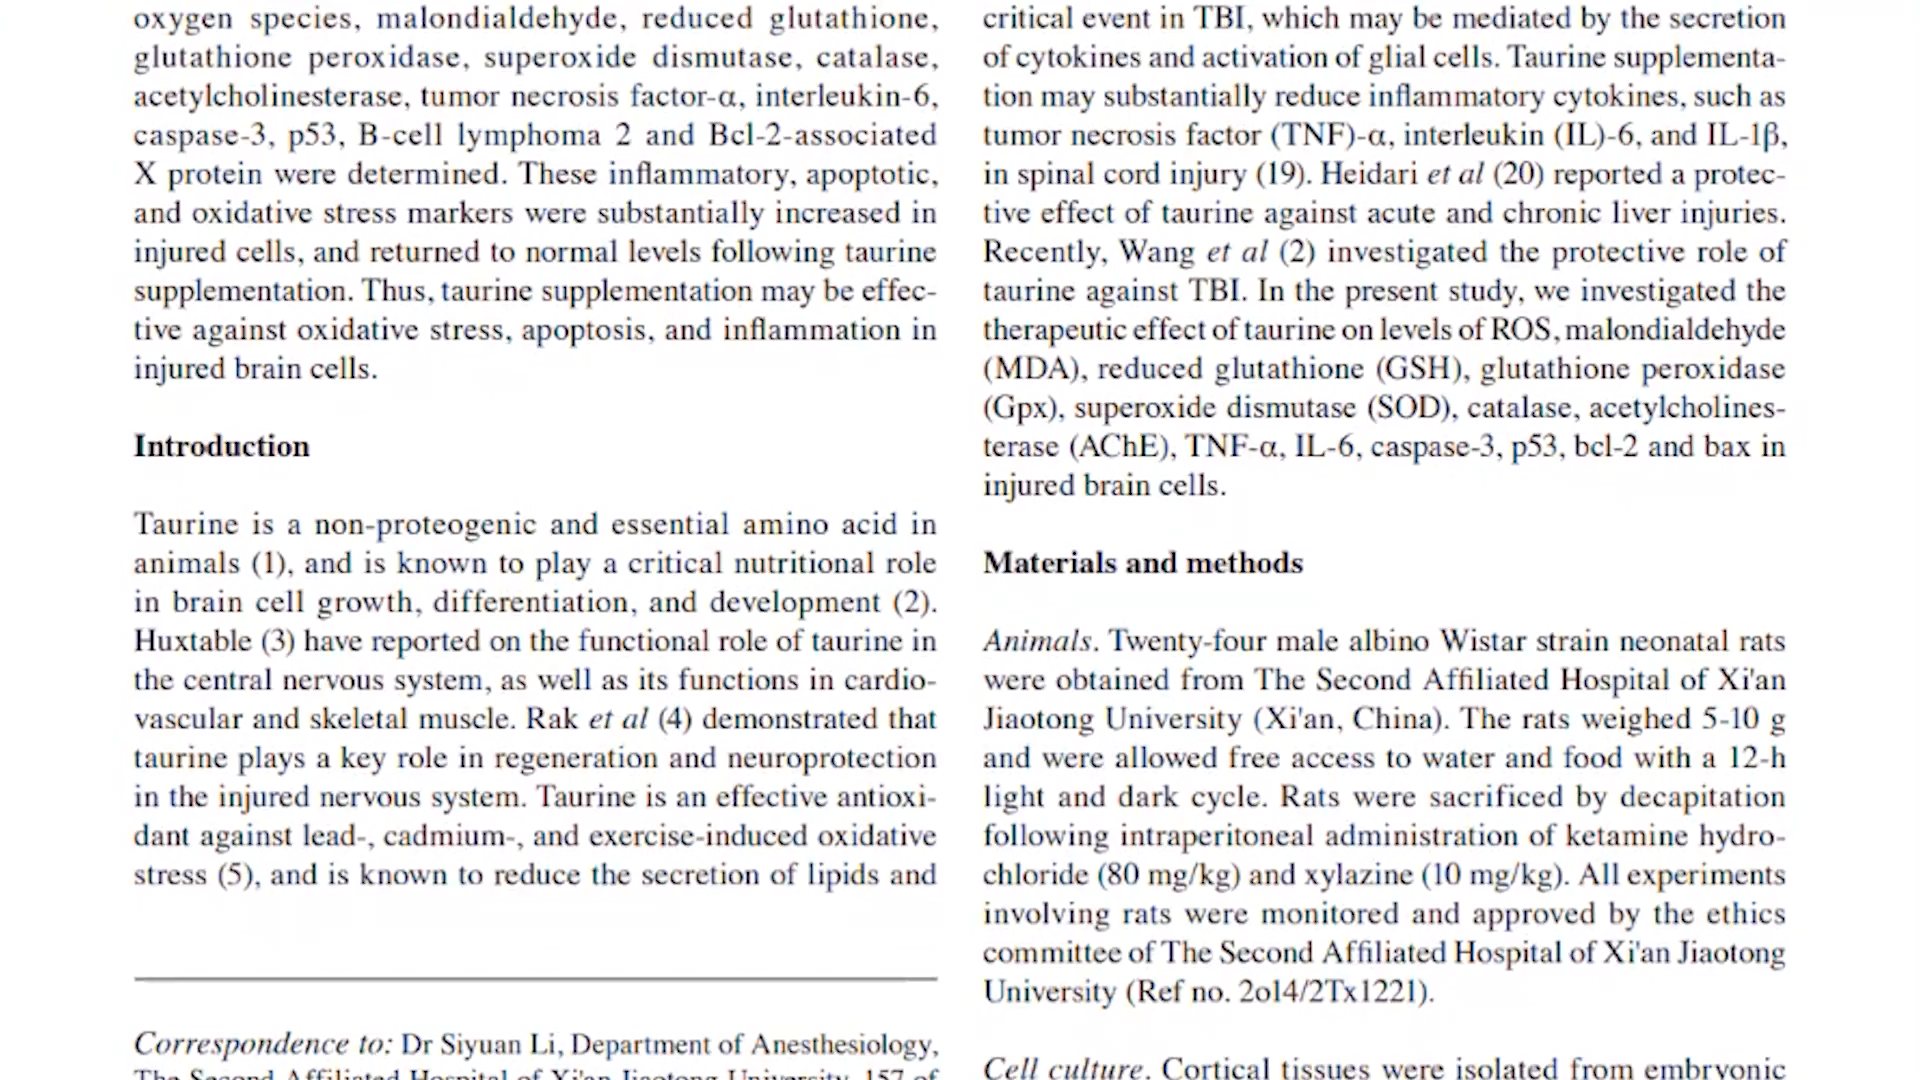 oxygen species, malondialdehyde, reduced glutathione,
glutathione peroxidase, superoxide dismutase, catalase,
acetylcholinesterase, tumor necrosis factor-α, interleukin-6,
caspase-3, p53, B-cell lymphoma 2 and Bcl-2-associated
X protein were determined. These inflammatory, apoptotic,
and oxidative stress markers were substantially increased in
injured cells, and returned to normal levels following taurine
supplementation. Thus, taurine supplementation may be effec-
tive against oxidative stress, apoptosis, and inflammation in
injured brain cells.
Introduction
Taurine is a non-proteogenic and essential amino acid in
animals (1), and is known to play a critical nutritional role
in brain cell growth, differentiation, and development (2).
Huxtable (3) have reported on the functional role of taurine in
the central nervous system, as well as its functions in cardio-
vascular and skeletal muscle. Rak et al (4) demonstrated that
taurine plays a key role in regeneration and neuroprotection
in the injured nervous system. Taurine is an effective antioxi-
dant against lead-, cadmium-, and exercise-induced oxidative
stress (5), and is known to reduce the secretion of lipids and
Correspondence to: Dr Siyuan Li, Department of Anesthesiology,
The Second Affiliated Hospital of Xi'an Jiaotong University, 157 of
critical event in TBI, which may be mediated by the secretion
of cytokines and activation of glial cells. Taurine supplementa-
tion may substantially reduce inflammatory cytokines, such as
tumor necrosis factor (TNF)-α, interleukin (IL)-6, and IL-1β,
in spinal cord injury (19). Heidari et al (20) reported a protec-
tive effect of taurine against acute and chronic liver injuries.
Recently, Wang et al (2) investigated the protective role of
taurine against TBI. In the present study, we investigated the
therapeutic effect of taurine on levels of ROS, malondialdehyde
(MDA), reduced glutathione (GSH), glutathione peroxidase
(Gpx), superoxide dismutase (SOD), catalase, acetylcholines-
terase (AChE), TNF-α, IL-6, caspase-3, p53, bcl-2 and bax in
injured brain cells.
Materials and methods
Animals. Twenty-four male albino Wistar strain neonatal rats
were obtained from The Second Affiliated Hospital of Xi'an
Jiaotong University (Xi'an, China). The rats weighed 5-10 g
and were allowed free access to water and food with a 12-h
light and dark cycle. Rats were sacrificed by decapitation
following intraperitoneal administration of ketamine hydro-
chloride (80 mg/kg) and xylazine (10 mg/kg). All experiments
involving rats were monitored and approved by the ethics
committee of The Second Affiliated Hospital of Xi'an Jiaotong
University (Ref no. 2o14/2Tx1221).
Cell culture. Cortical tissues were isolated from embryonic